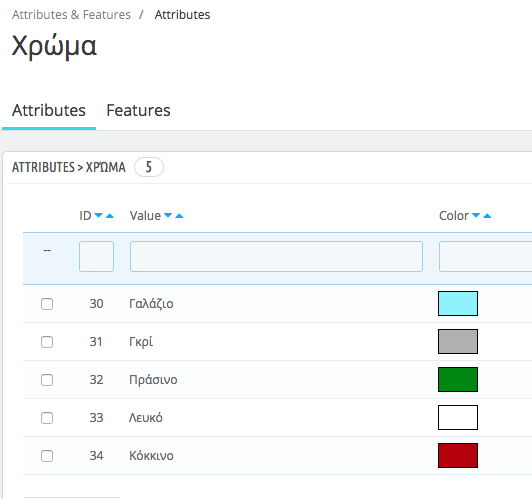 Attributes & Features / Attributes
Χρώμα
Attributes Features
ATTRIBUTES > ΧΡΏΜΑ 5
ID Value Color
--
30 Γαλάζιο
31 Γκρί
32 Πράσινο
33 Λευκό
34 Κόκκινο